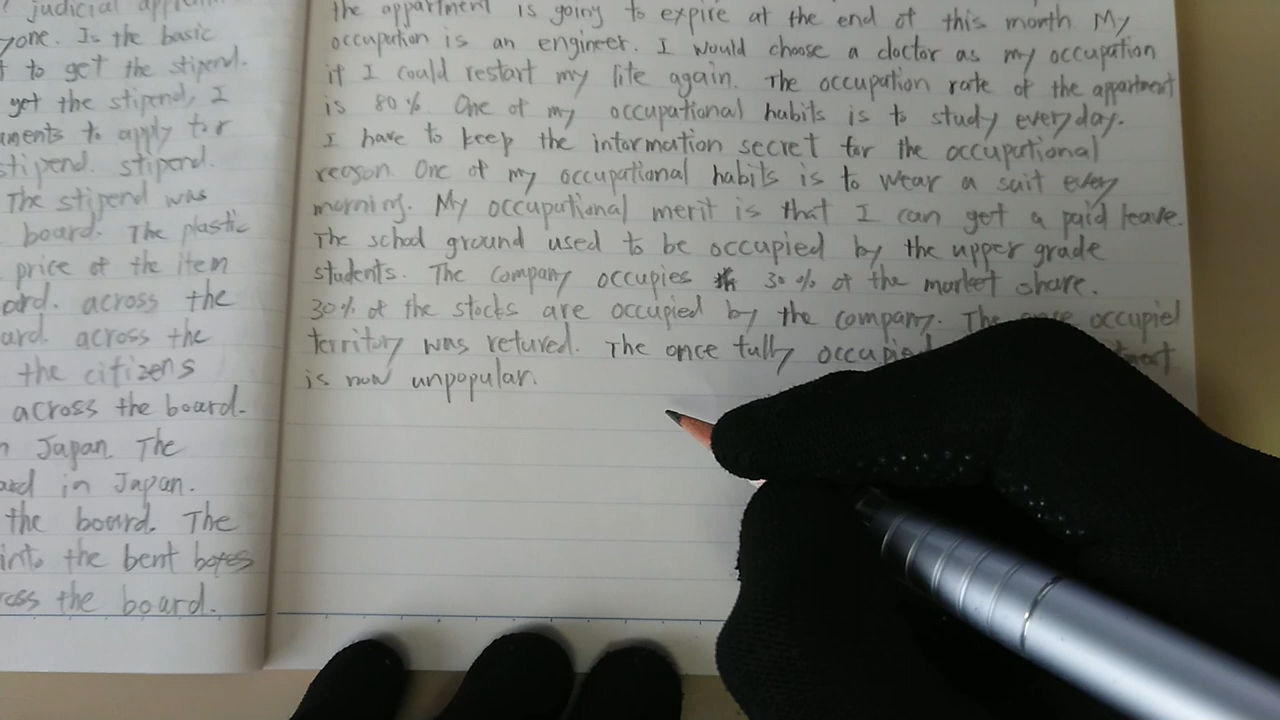 judicial
yone. Is the basic
t to get the stipend.
get the stipend, I
ments to apply for
stipend. stipend.
The stipend was
board. The plastic
price of the item
oard. across the
ard across the
the citizens
across the board.
n Japan. The
ard in Japan.
the board. The
into the bent boxes
ross the board.
the appartment is going to expire at the end of this month. My
occupation is an engineer. I would choose a doctor as my occupation
if I could restart my life again. The occupation rate of the appartment
is 80%. One of my occupational habits is to study everyday.
I have to keep the information secret for the occupational
reason. One of my occupational habits is to wear a suit every
morning. My occupational merit is that I can get a paid leave.
The school ground used to be occupied by the upper grade
students. The company occupies 30% of the market share.
30% of the stocks are occupied by the company. The once occupied
territory was retured. The once fully occupied
is now unpopular.